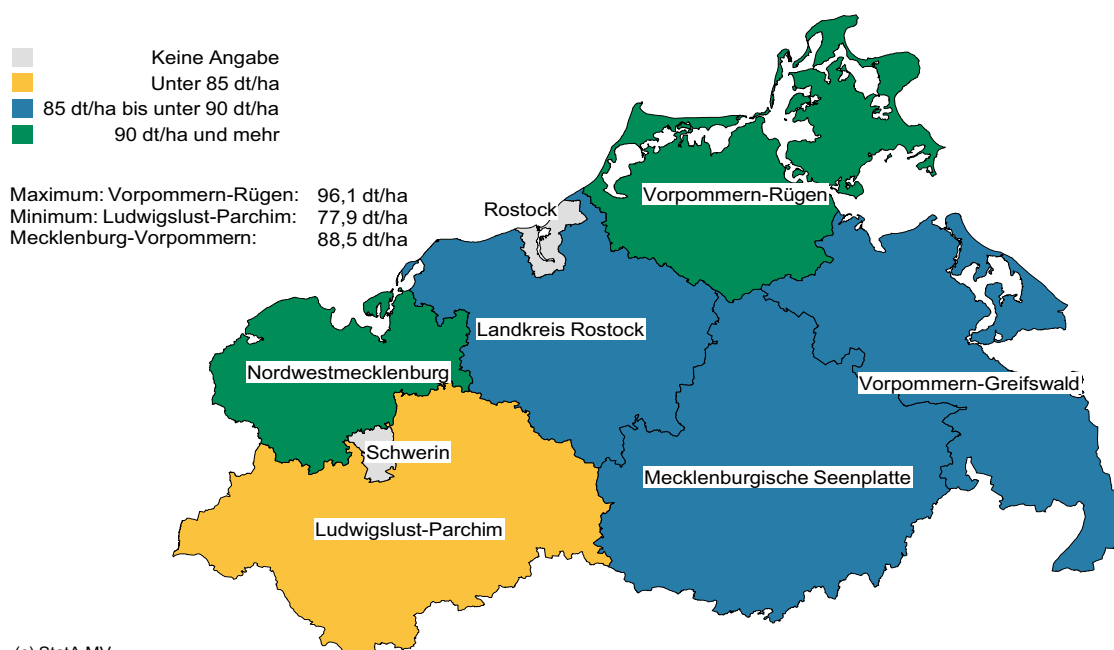 Keine Angabe
Unter 85 dt/ha
85 dt/ha bis unter 90 dt/ha
90 dt/ha und mehr
Maximum: Vorpommern-Rügen: 96,1 dt/ha
Minimum: Ludwigslust-Parchim: 77,9 dt/ha
Mecklenburg-Vorpommern: 88,5 dt/ha
Vorpommern-Rügen
Rostock
Landkreis Rostock
Nordwestmecklenburg
Vorpommern-Greifswald
Schwerin
Mecklenburgische Seenplatte
Ludwigslust-Parchim
(c) StatA MV